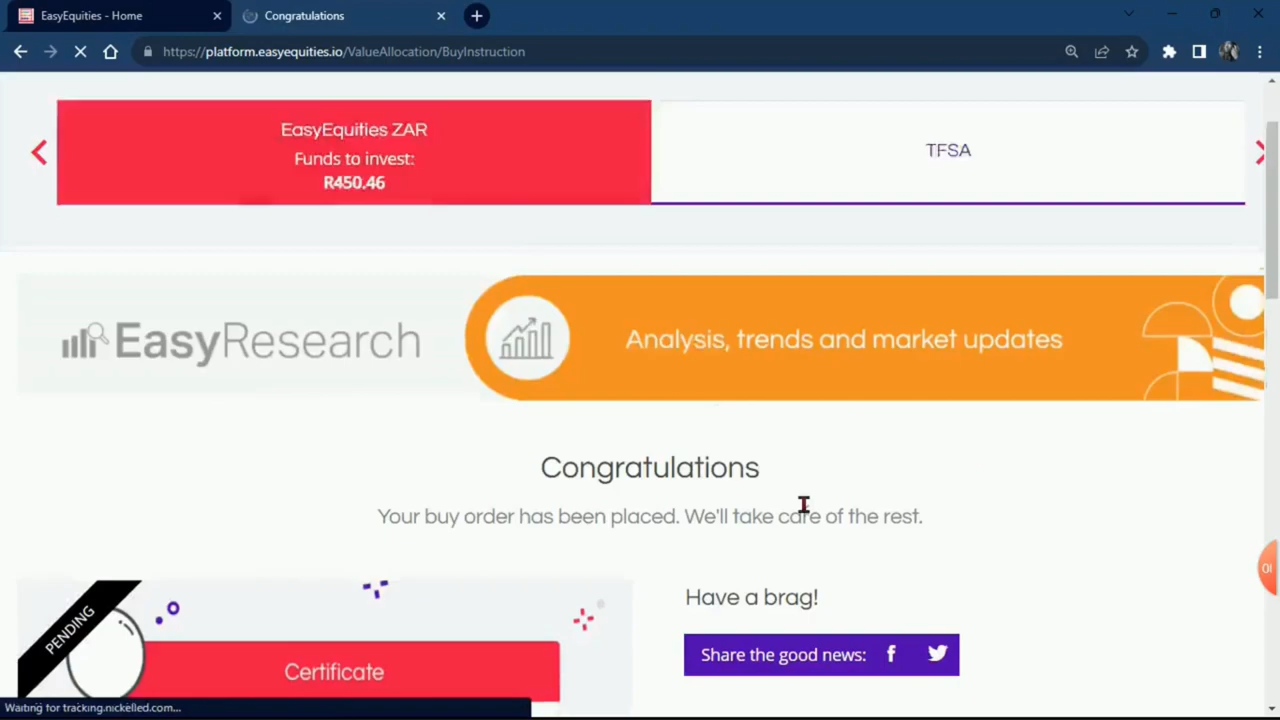 EasyEquities - Home
Congratulations
https://platform.easyequities.io/ValueAllocation/BuyInstruction
EasyEquities ZAR
Funds to invest:
R450.46
TFSA
EasyResearch
Analysis, trends and market updates
Congratulations
Your buy order has been placed. We'll take care of the rest.
PENDING
Certificate
Have a brag!
Share the good news:
Waiting for tracking.nickelled.com...